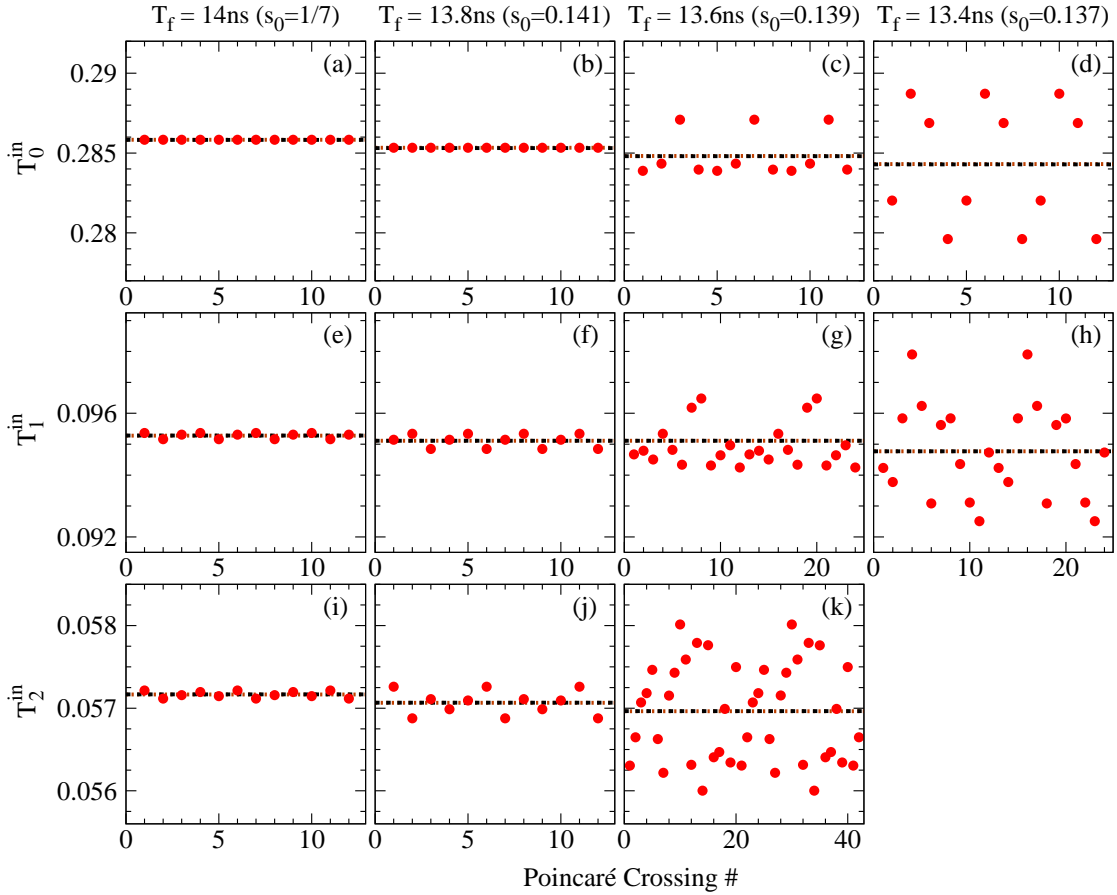 T_f = 14ns (s_0=1/7) T_f = 13.8ns (s_0=0.141) T_f = 13.6ns (s_0=0.139) T_f = 13.4ns (s_0=0.137)
(a) (b) (c) (d)
0.29
T_0^in 0.285
0.28
0 5 10 0 5 10 0 5 10 0 5 10
(e) (f) (g) (h)
0.096
T_1^in
0.092
0 5 10 0 5 10 0 10 20 0 10 20
(i) (j) (k)
0.058
T_2^in 0.057
0.056
0 5 10 0 5 10 0 20 40
Poincaré Crossing #